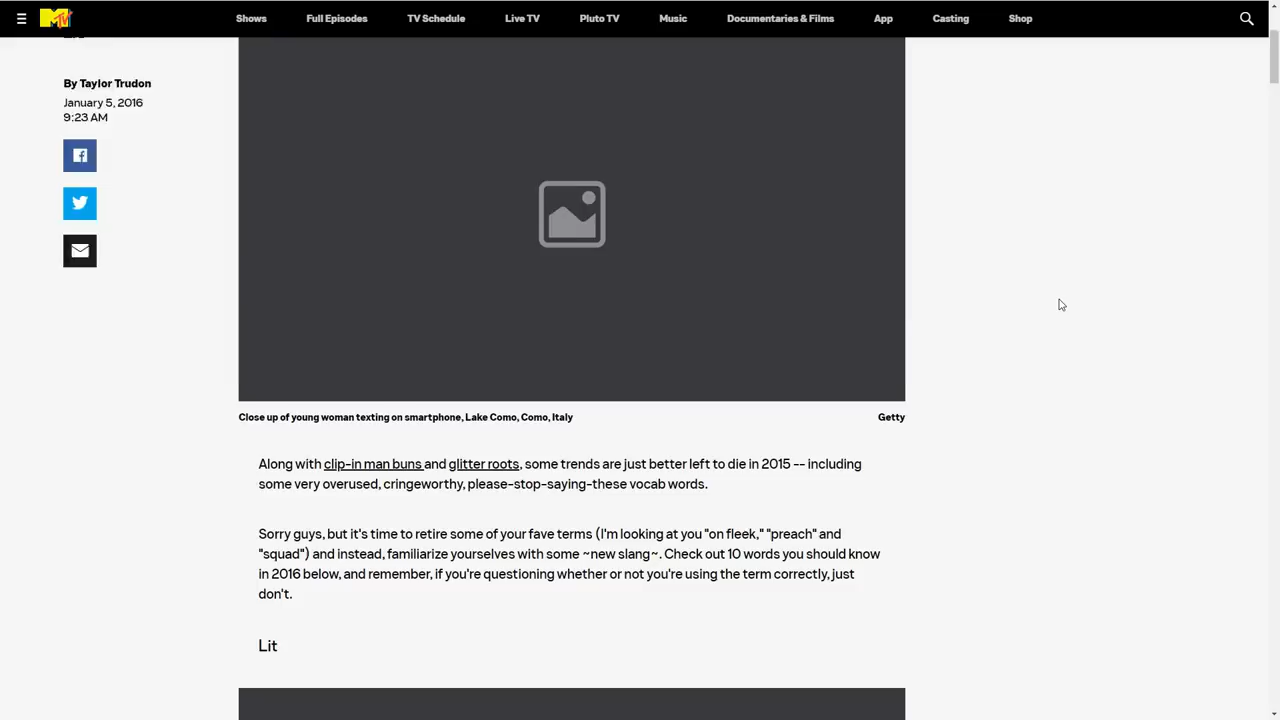 Shows Full Episodes TV Schedule Live TV Pluto TV Music Documentaries & Films App Casting Shop
By Taylor Trudon
January 5, 2016
9:23 AM
Close up of young woman texting on smartphone, Lake Como, Como, Italy
Getty
Along with clip-in man buns and glitter roots, some trends are just better left to die in 2015 -- including
some very overused, cringeworthy, please-stop-saying-these vocab words.
Sorry guys, but it's time to retire some of your fave terms (I'm looking at you "on fleek," "preach" and
"squad") and instead, familiarize yourselves with some ~new slang~. Check out 10 words you should know
in 2016 below, and remember, if you're questioning whether or not you're using the term correctly, just
don't.
Lit